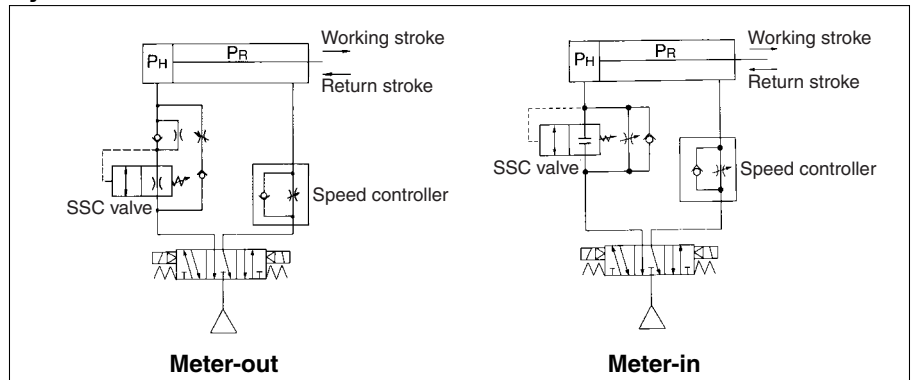 Working stroke
PH
PR
Return stroke
SSC valve
Speed controller
Meter-out
Working stroke
PH
PR
Return stroke
SSC valve
Speed controller
Meter-in